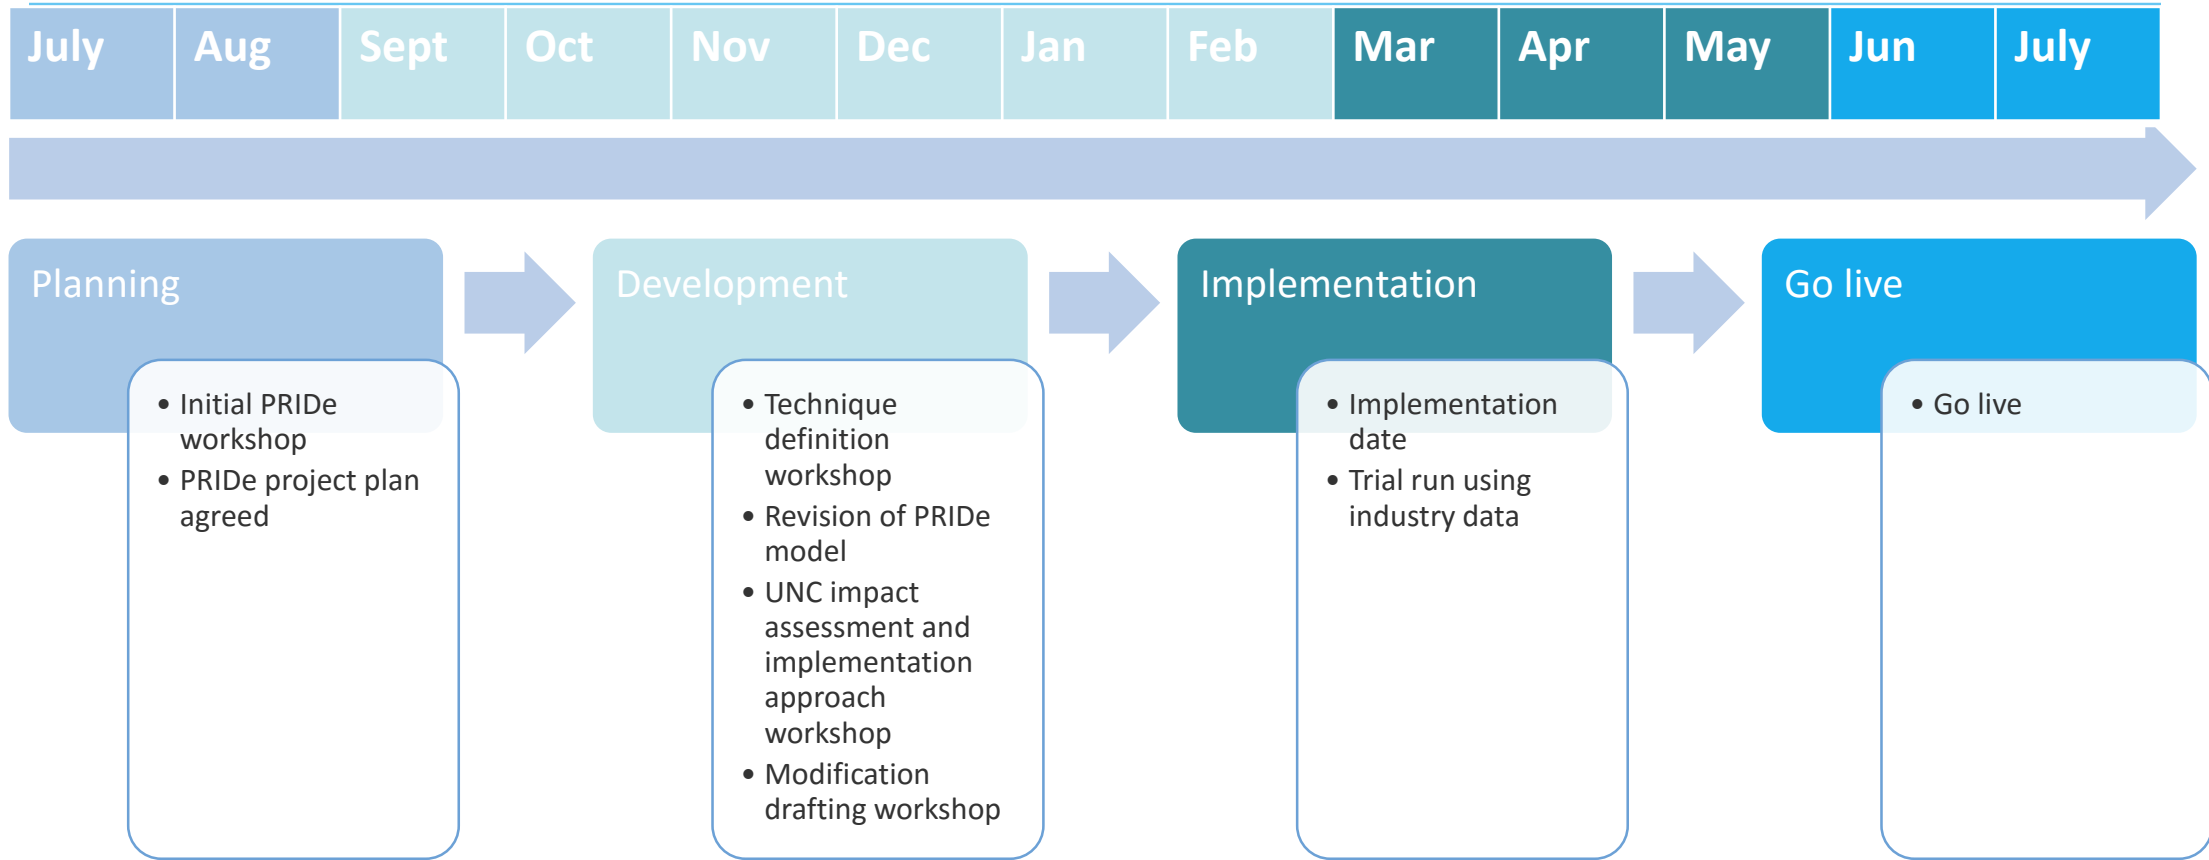 July Aug Sept Oct Nov Dec Jan Feb Mar Apr May Jun July
Planning
• Initial PRIDe
workshop
• PRIDe project plan
agreed
Development
• Technique
definition
workshop
• Revision of PRIDe
model
• UNC impact
assessment and
implementation
approach
workshop
• Modification
drafting workshop
Implementation
• Implementation
date
• Trial run using
industry data
Go live
• Go live